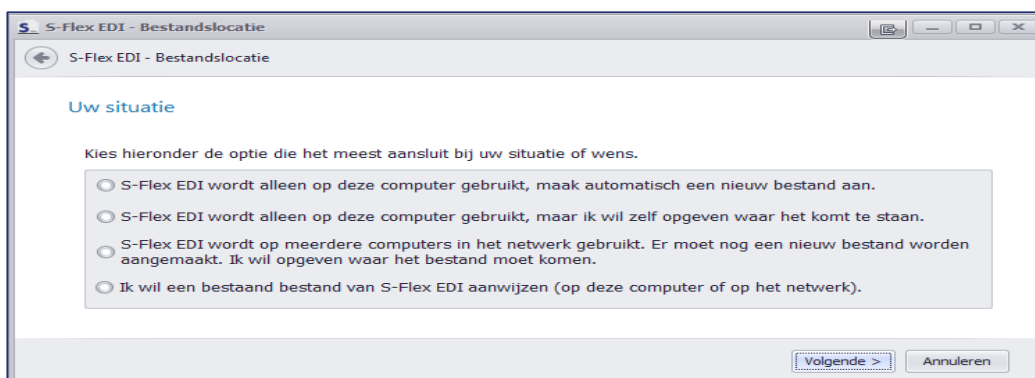 S_ S-Flex EDI - Bestandslocatie
S-Flex EDI - Bestandslocatie
Uw situatie
Kies hieronder de optie die het meest aansluit bij uw situatie of wens.
S-Flex EDI wordt alleen op deze computer gebruikt, maak automatisch een nieuw bestand aan.
S-Flex EDI wordt alleen op deze computer gebruikt, maar ik wil zelf opgeven waar het komt te staan.
S-Flex EDI wordt op meerdere computers in het netwerk gebruikt. Er moet nog een nieuw bestand worden
aangemaakt. Ik wil opgeven waar het bestand moet komen.
Ik wil een bestaand bestand van S-Flex EDI aanwijzen (op deze computer of op het netwerk).
Volgende > Annuleren